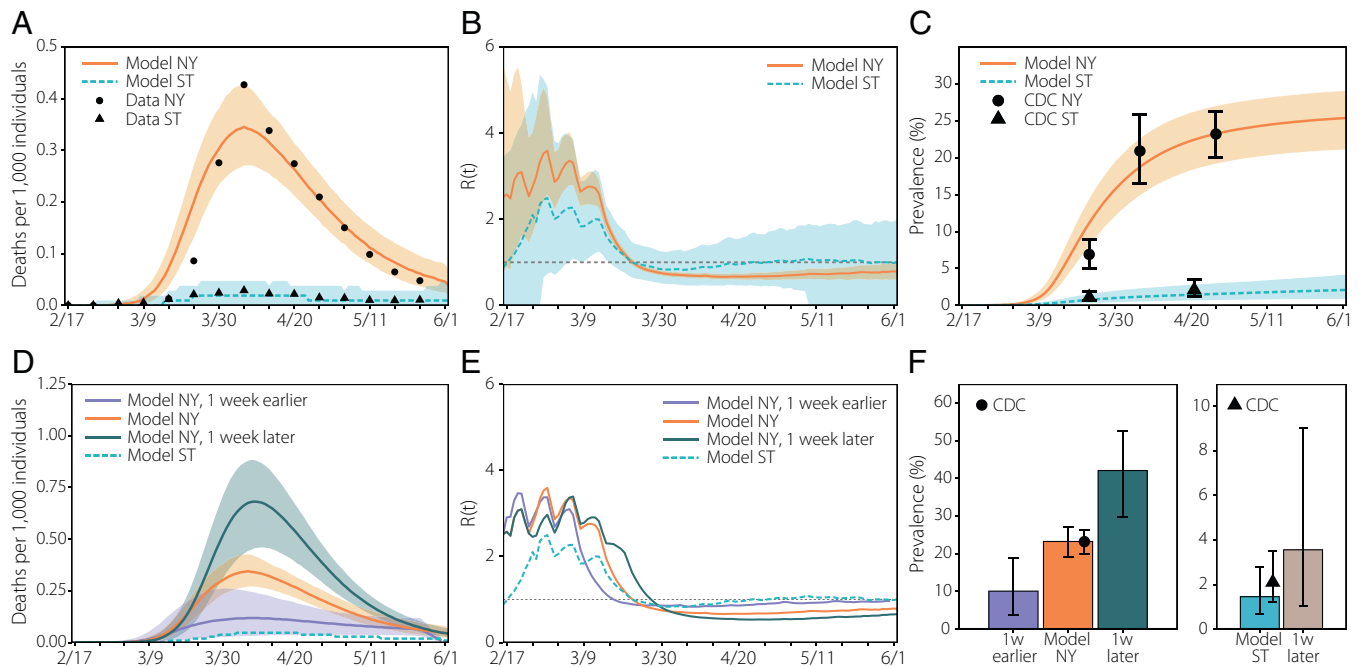 A
Deaths per 1,000 individuals
0.5
0.4
0.3
0.2
0.1
0.0
Model NY
Model ST
Data NY
Data ST
2/17 3/9 3/30 4/20 5/11 6/1
B
R(t)
6
4
2
0
Model NY
Model ST
2/17 3/9 3/30 4/20 5/11 6/1
C
Prevalence (%)
30
25
20
15
10
5
0
Model NY
Model ST
CDC NY
CDC ST
2/17 3/9 3/30 4/20 5/11 6/1
D
Deaths per 1,000 individuals
1.25
1.00
0.75
0.50
0.25
0.00
Model NY, 1 week earlier
Model NY
Model NY, 1 week later
Model ST
2/17 3/9 3/30 4/20 5/11 6/1
E
R(t)
6
4
2
0
Model NY, 1 week earlier
Model NY
Model NY, 1 week later
Model ST
2/17 3/9 3/30 4/20 5/11 6/1
F
Prevalence (%)
60
50
40
30
20
10
0
CDC
1w earlier
Model NY
1w later
10
8
6
4
2
0
CDC
Model ST
1w later